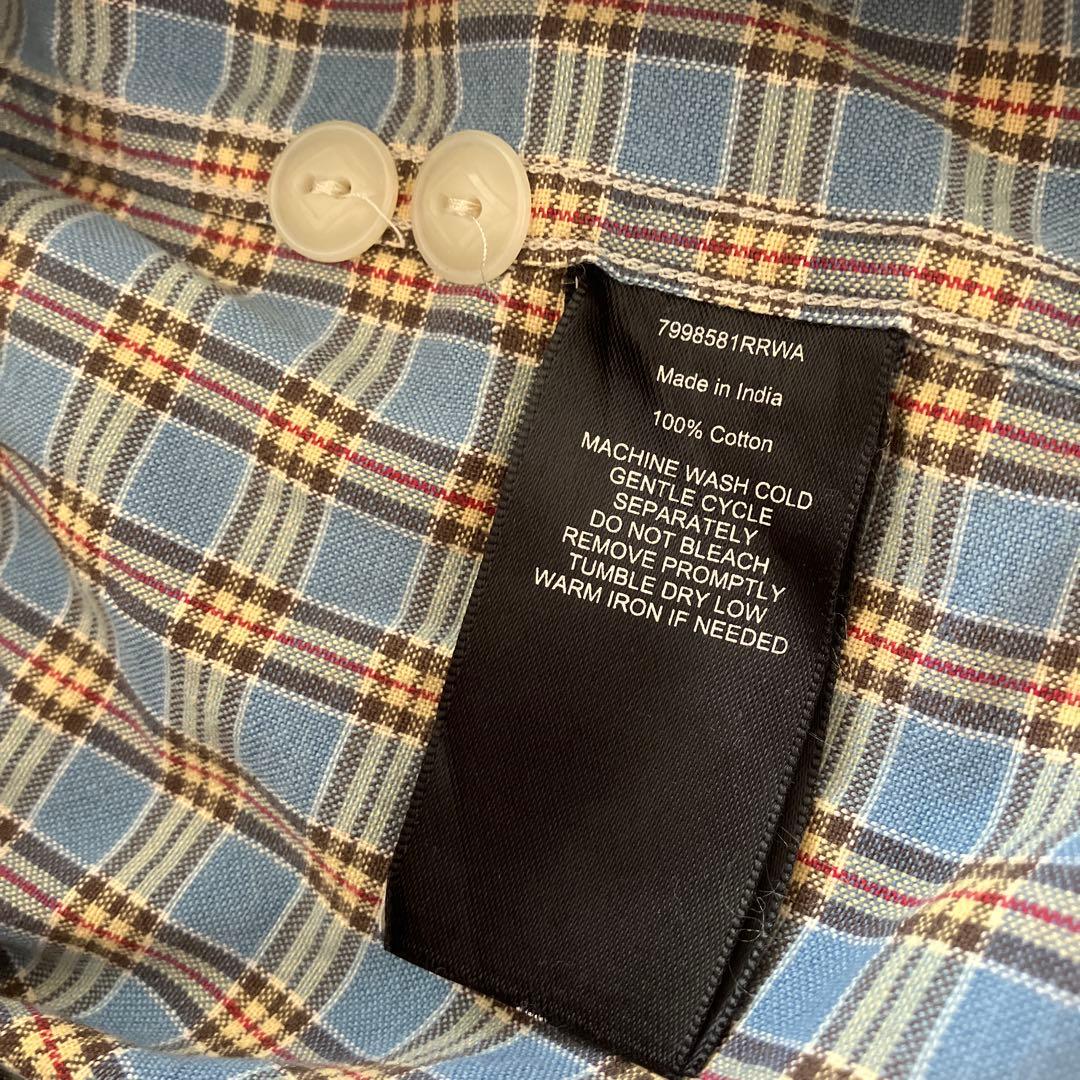 7998581RRWA
Made in India
100% Cotton
MACHINE WASH COLD
GENTLE CYCLE
SEPARATELY
DO NOT BLEACH
REMOVE PROMPTLY
TUMBLE DRY LOW
WARM IRON IF NEEDED